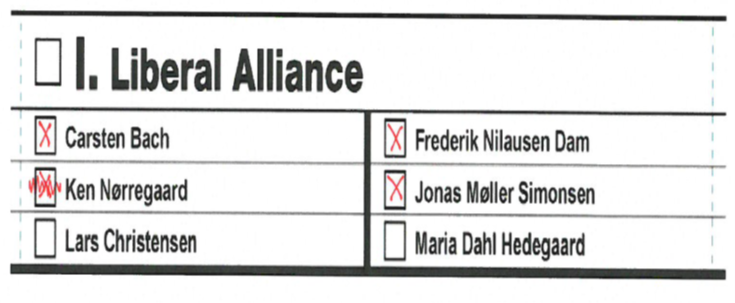 I. Liberal Alliance
Carsten Bach
Ken Nørregaard
Lars Christensen
Frederik Nilausen Dam
Jonas Møller Simonsen
Maria Dahl Hedegaard